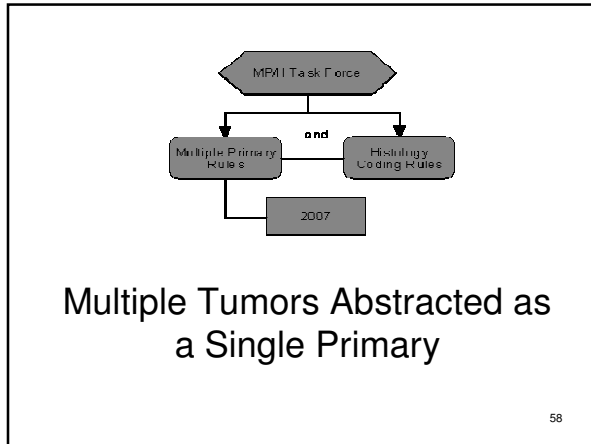 MP/H Task Force
and
Multiple Primary
Rules
Histology
Coding Rules
2007
Multiple Tumors Abstracted as
a Single Primary
58